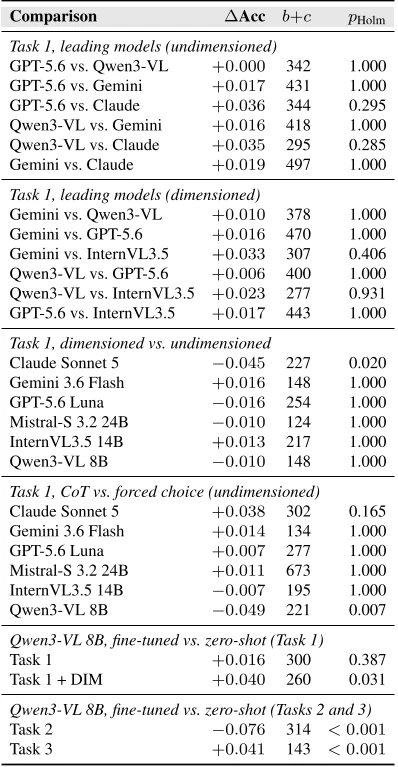 Comparison ΔAcc b+c pHolm
Task 1, leading models (undimensioned)
GPT-5.6 vs. Qwen3-VL +0.000 342 1.000
GPT-5.6 vs. Gemini +0.017 431 1.000
GPT-5.6 vs. Claude +0.036 344 0.295
Qwen3-VL vs. Gemini +0.016 418 1.000
Qwen3-VL vs. Claude +0.035 295 0.285
Gemini vs. Claude +0.019 497 1.000
Task 1, leading models (dimensioned)
Gemini vs. Qwen3-VL +0.010 378 1.000
Gemini vs. GPT-5.6 +0.016 470 1.000
Gemini vs. InternVL3.5 +0.033 307 0.406
Qwen3-VL vs. GPT-5.6 +0.006 400 1.000
Qwen3-VL vs. InternVL3.5 +0.023 277 0.931
GPT-5.6 vs. InternVL3.5 +0.017 443 1.000
Task 1, dimensioned vs. undimensioned
Claude Sonnet 5 −0.045 227 0.020
Gemini 3.6 Flash +0.016 148 1.000
GPT-5.6 Luna −0.016 254 1.000
Mistral-S 3.2 24B −0.010 124 1.000
InternVL3.5 14B +0.013 217 1.000
Qwen3-VL 8B −0.010 148 1.000
Task 1, CoT vs. forced choice (undimensioned)
Claude Sonnet 5 +0.038 302 0.165
Gemini 3.6 Flash +0.014 134 1.000
GPT-5.6 Luna +0.007 277 1.000
Mistral-S 3.2 24B +0.011 673 1.000
InternVL3.5 14B −0.007 195 1.000
Qwen3-VL 8B −0.049 221 0.007
Qwen3-VL 8B, fine-tuned vs. zero-shot (Task 1)
Task 1 +0.016 300 0.387
Task 1 + DIM +0.040 260 0.031
Qwen3-VL 8B, fine-tuned vs. zero-shot (Tasks 2 and 3)
Task 2 −0.076 314 < 0.001
Task 3 +0.041 143 < 0.001